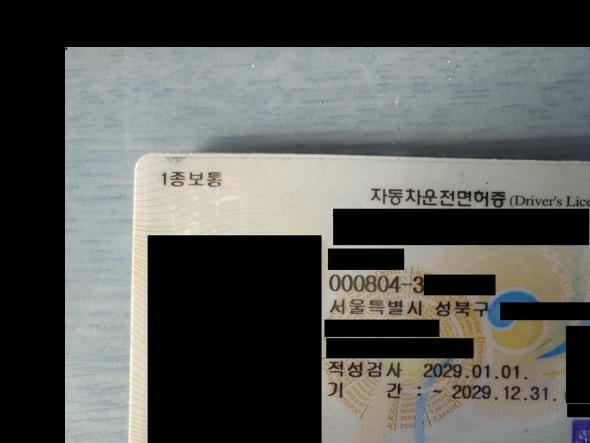 1종보통
자동차운전면허증 (Driver's Lice
000804-3
서울특별시 성북구
적성검사 2029.01.01.
기 간 : ~ 2029.12.31.